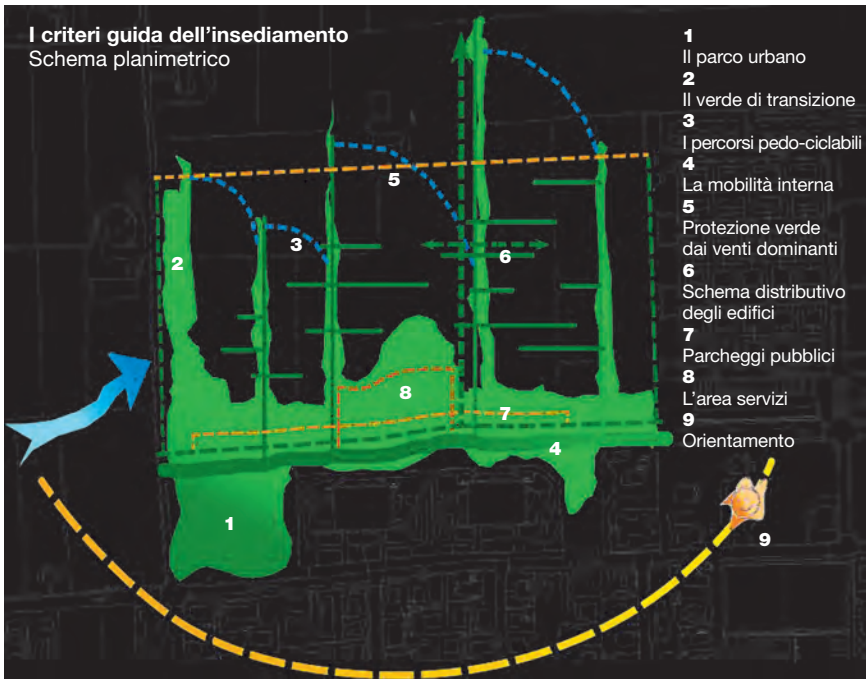 I criteri guida dell'insediamento
Schema planimetrico
1
Il parco urbano
2
Il verde di transizione
3
I percorsi pedo-ciclabili
4
La mobilità interna
5
Protezione verde
dai venti dominanti
6
Schema distributivo
degli edifici
7
Parcheggi pubblici
8
L'area servizi
9
Orientamento
5
3
2
6
8
7
4
1
9